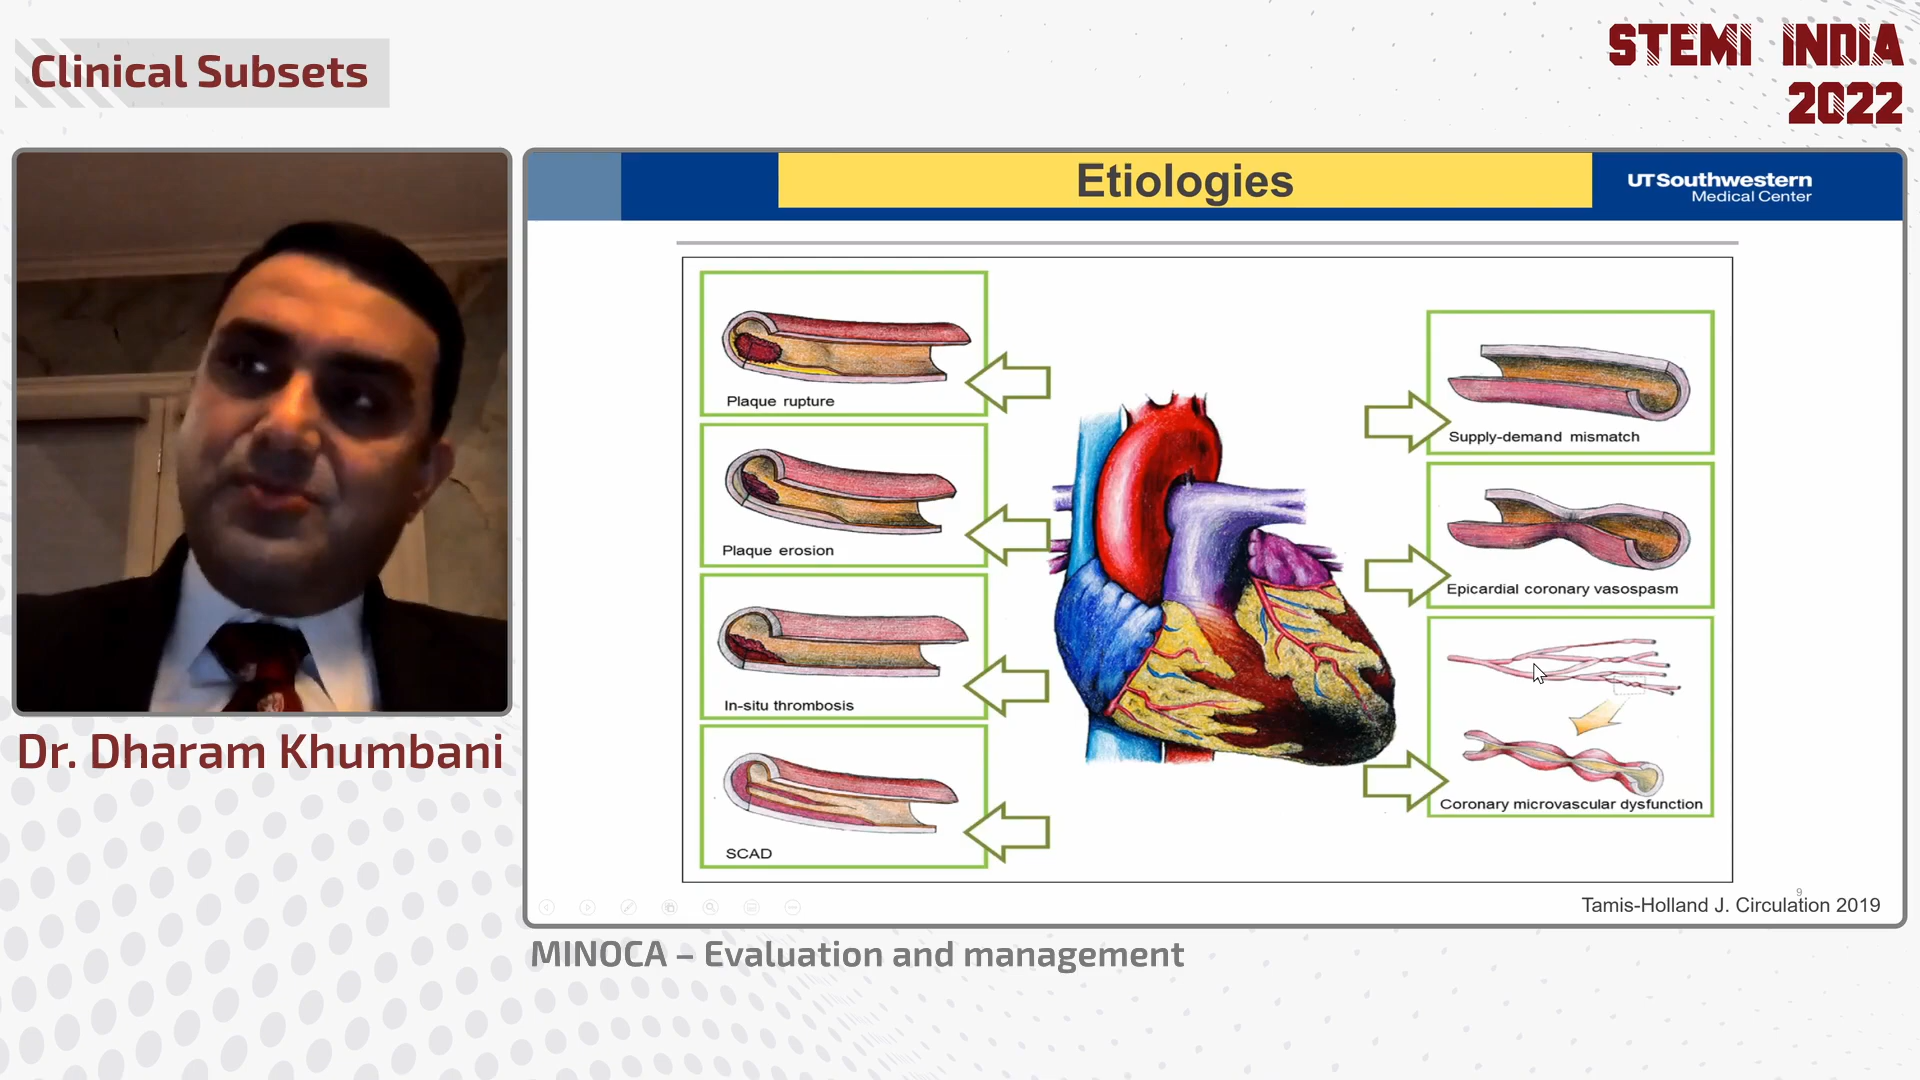 Clinical Subsets
STEMI INDIA
2022
Etiologies
UTSouthwestern
Medical Center
Plaque rupture
Plaque erosion
In-situ thrombosis
SCAD
Supply-demand mismatch
Epicardial coronary vasospasm
Coronary microvascular dysfunction
9
Tamis-Holland J. Circulation 2019
Dr. Dharam Khumbani
MINOCA – Evaluation and management